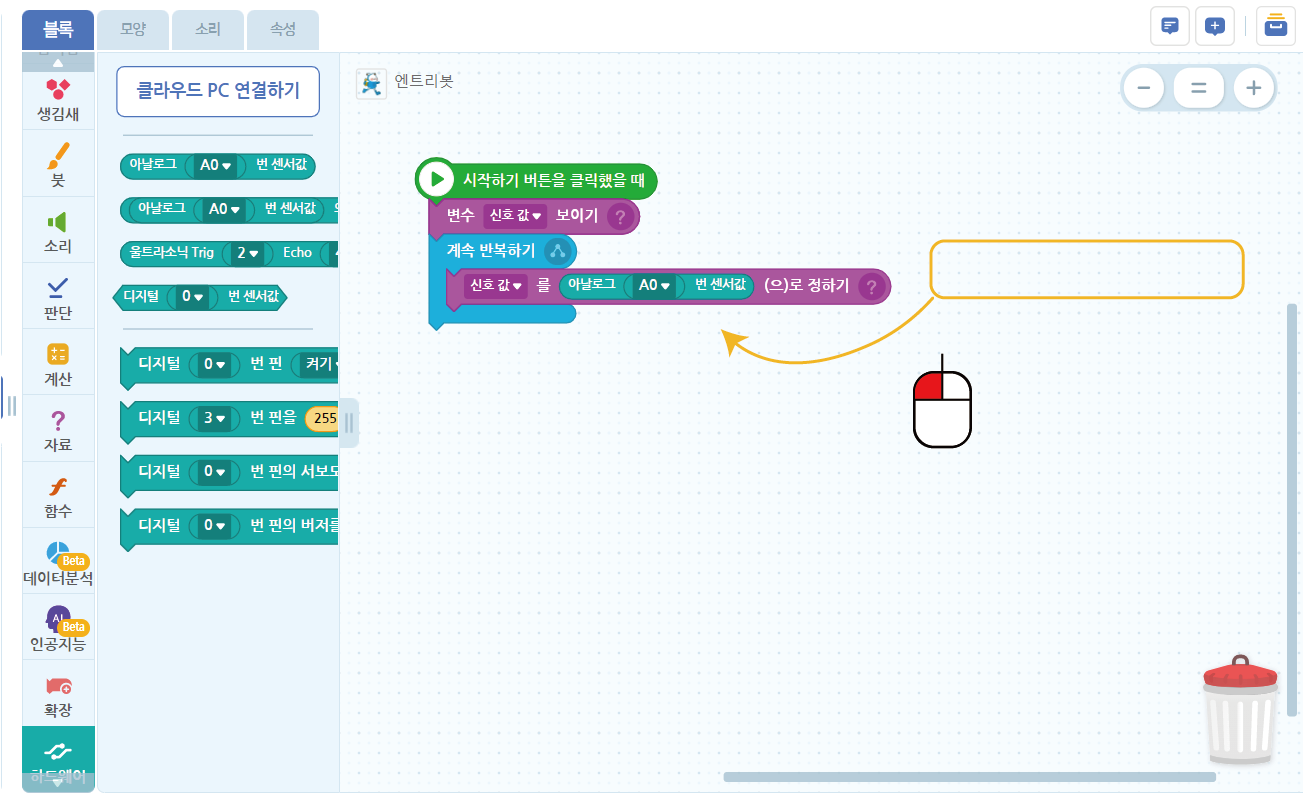 블록 모양 소리 속성
생김새
붓
소리
판단
계산
자료
함수
Beta
데이터분석
AI
Beta
인공지능
확장
하드웨어
클라우드 PC 연결하기
아날로그 A0 번 센서값
아날로그 A0 번 센서값
울트라소닉 Trig 2 Echo
디지털 0 번 센서값
디지털 0 번 핀 켜기
디지털 3 번 핀을 255
디지털 0 번 핀의 서보모
디지털 0 번 핀의 버저를
엔트리봇
시작하기 버튼을 클릭했을 때
변수 신호 값 보이기 ?
계속 반복하기
신호 값 를 아날로그 A0 번 센서값 (으)로 정하기 ?